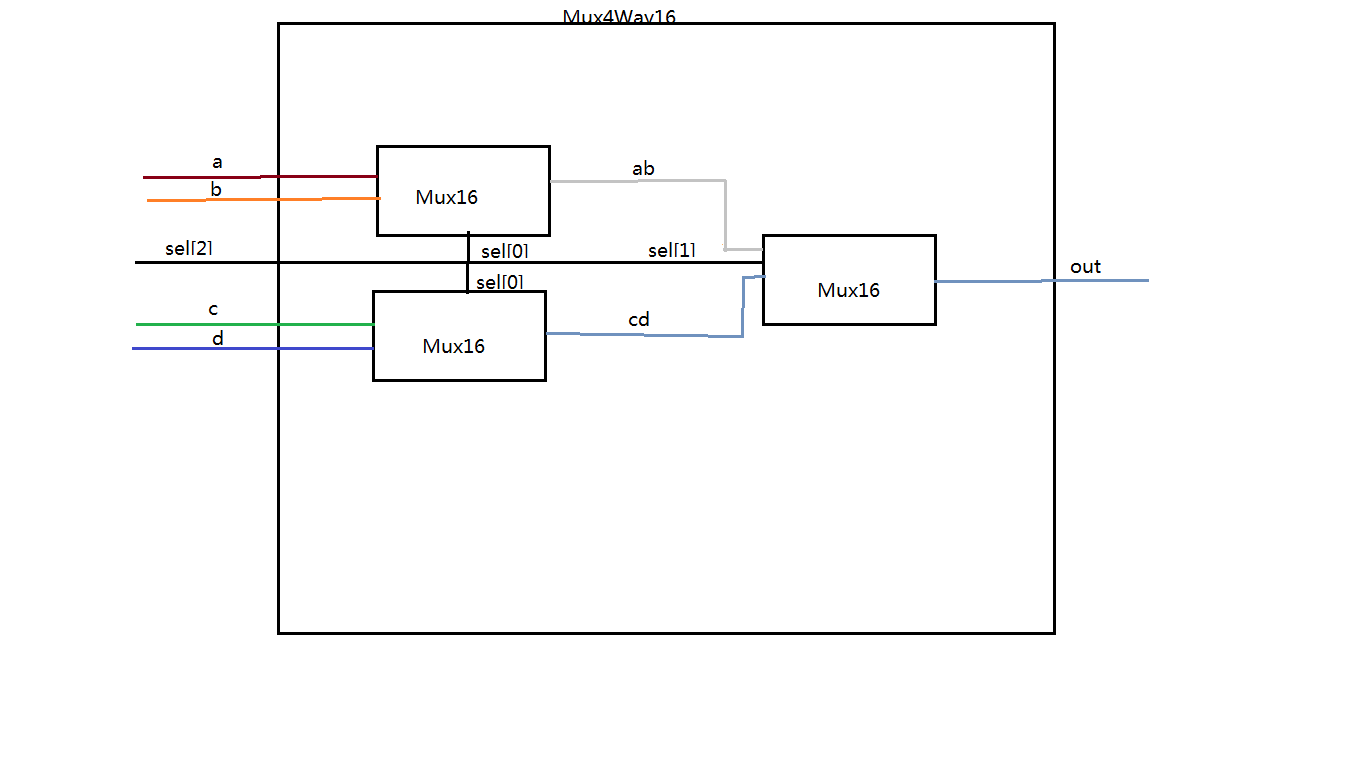 Mux4Way16
a
b
Mux16
ab
sel[2]
sel[0]
sel[1]
sel[0]
c
d
Mux16
cd
Mux16
out